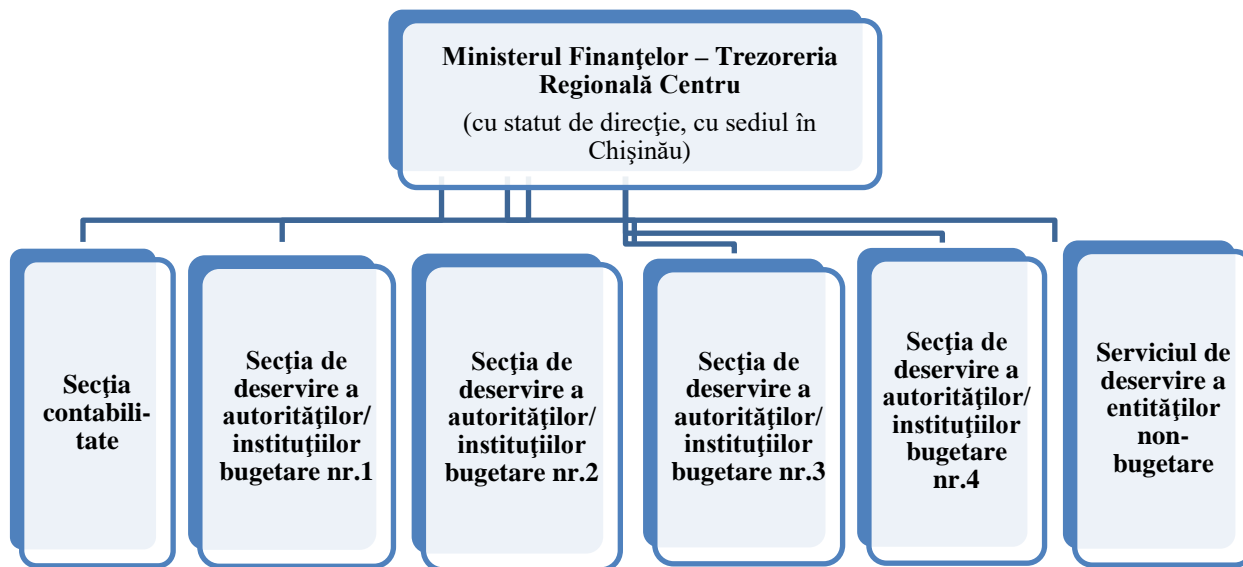 Ministerul Finanţelor – Trezoreria
Regională Centru
(cu statut de direcţie, cu sediul în
Chişinău)
Secţia
contabili-
tate
Secţia de
deservire a
autorităţilor/
instituţiilor
bugetare nr.1
Secţia de
deservire a
autorităţilor/
instituţiilor
bugetare nr.2
Secţia de
deservire a
autorităţilor/
instituţiilor
bugetare nr.3
Secţia de
deservire a
autorităţilor/
instituţiilor
bugetare
nr.4
Serviciul de
deservire a
entităţilor
non-
bugetare